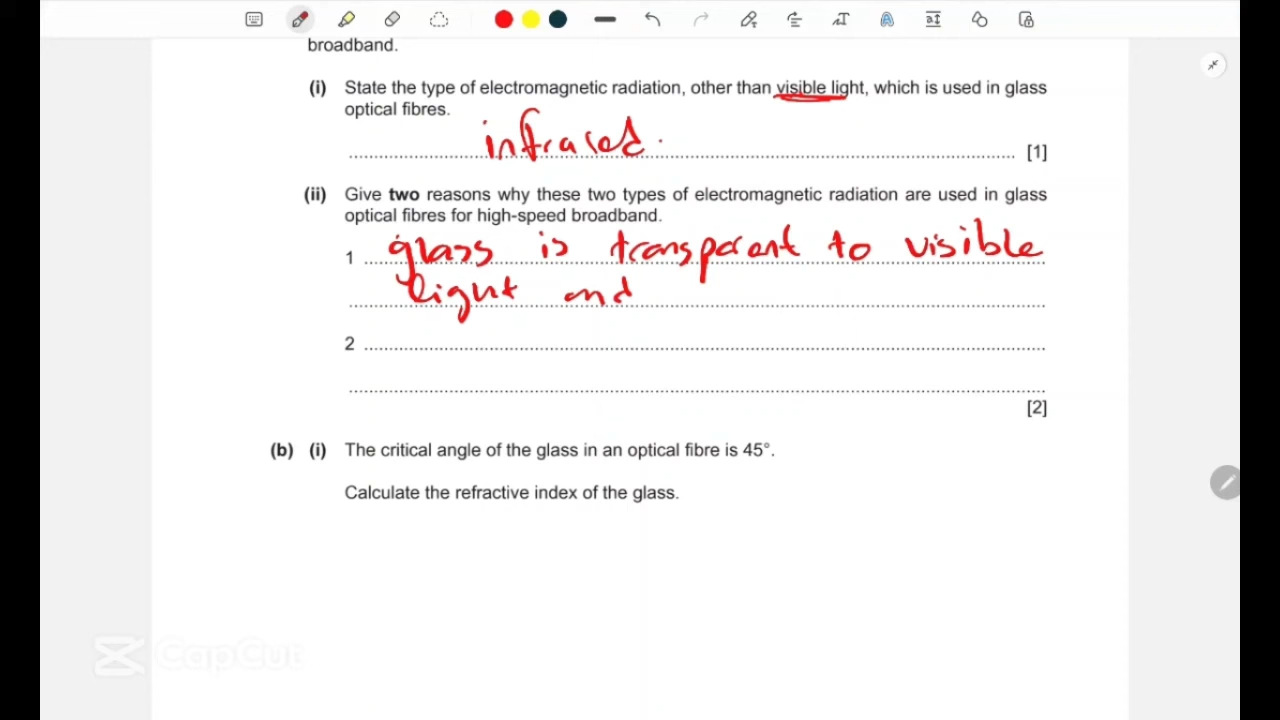 broadband.
(i) State the type of electromagnetic radiation, other than visible light, which is used in glass
optical fibres.
infrared.
[1]
(ii) Give two reasons why these two types of electromagnetic radiation are used in glass
optical fibres for high-speed broadband.
1 glass is transparent to visible
light and
2
[2]
(b) (i) The critical angle of the glass in an optical fibre is 45°.
Calculate the refractive index of the glass.
CapCut